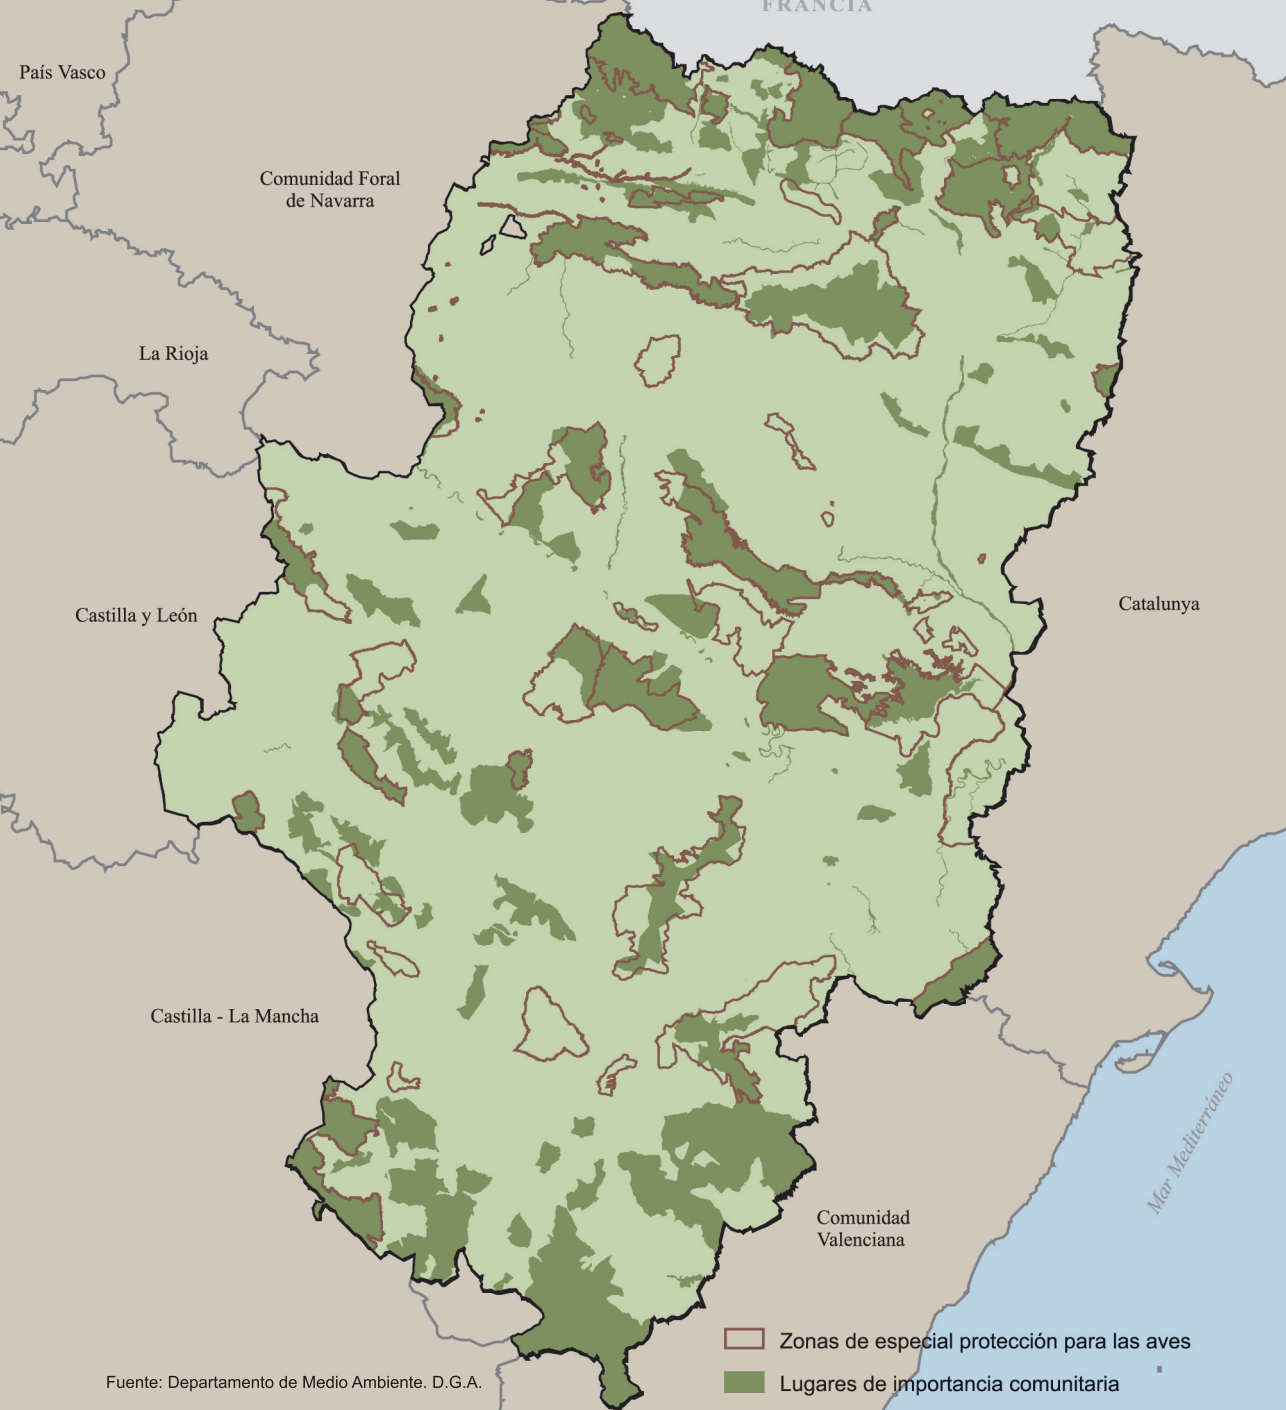 FRANCIA
País Vasco
Comunidad Foral
de Navarra
La Rioja
Castilla y León
Catalunya
Castilla - La Mancha
Mar Mediterráneo
Comunidad
Valenciana
Zonas de especial protección para las aves
Fuente: Departamento de Medio Ambiente. D.G.A.
Lugares de importancia comunitaria